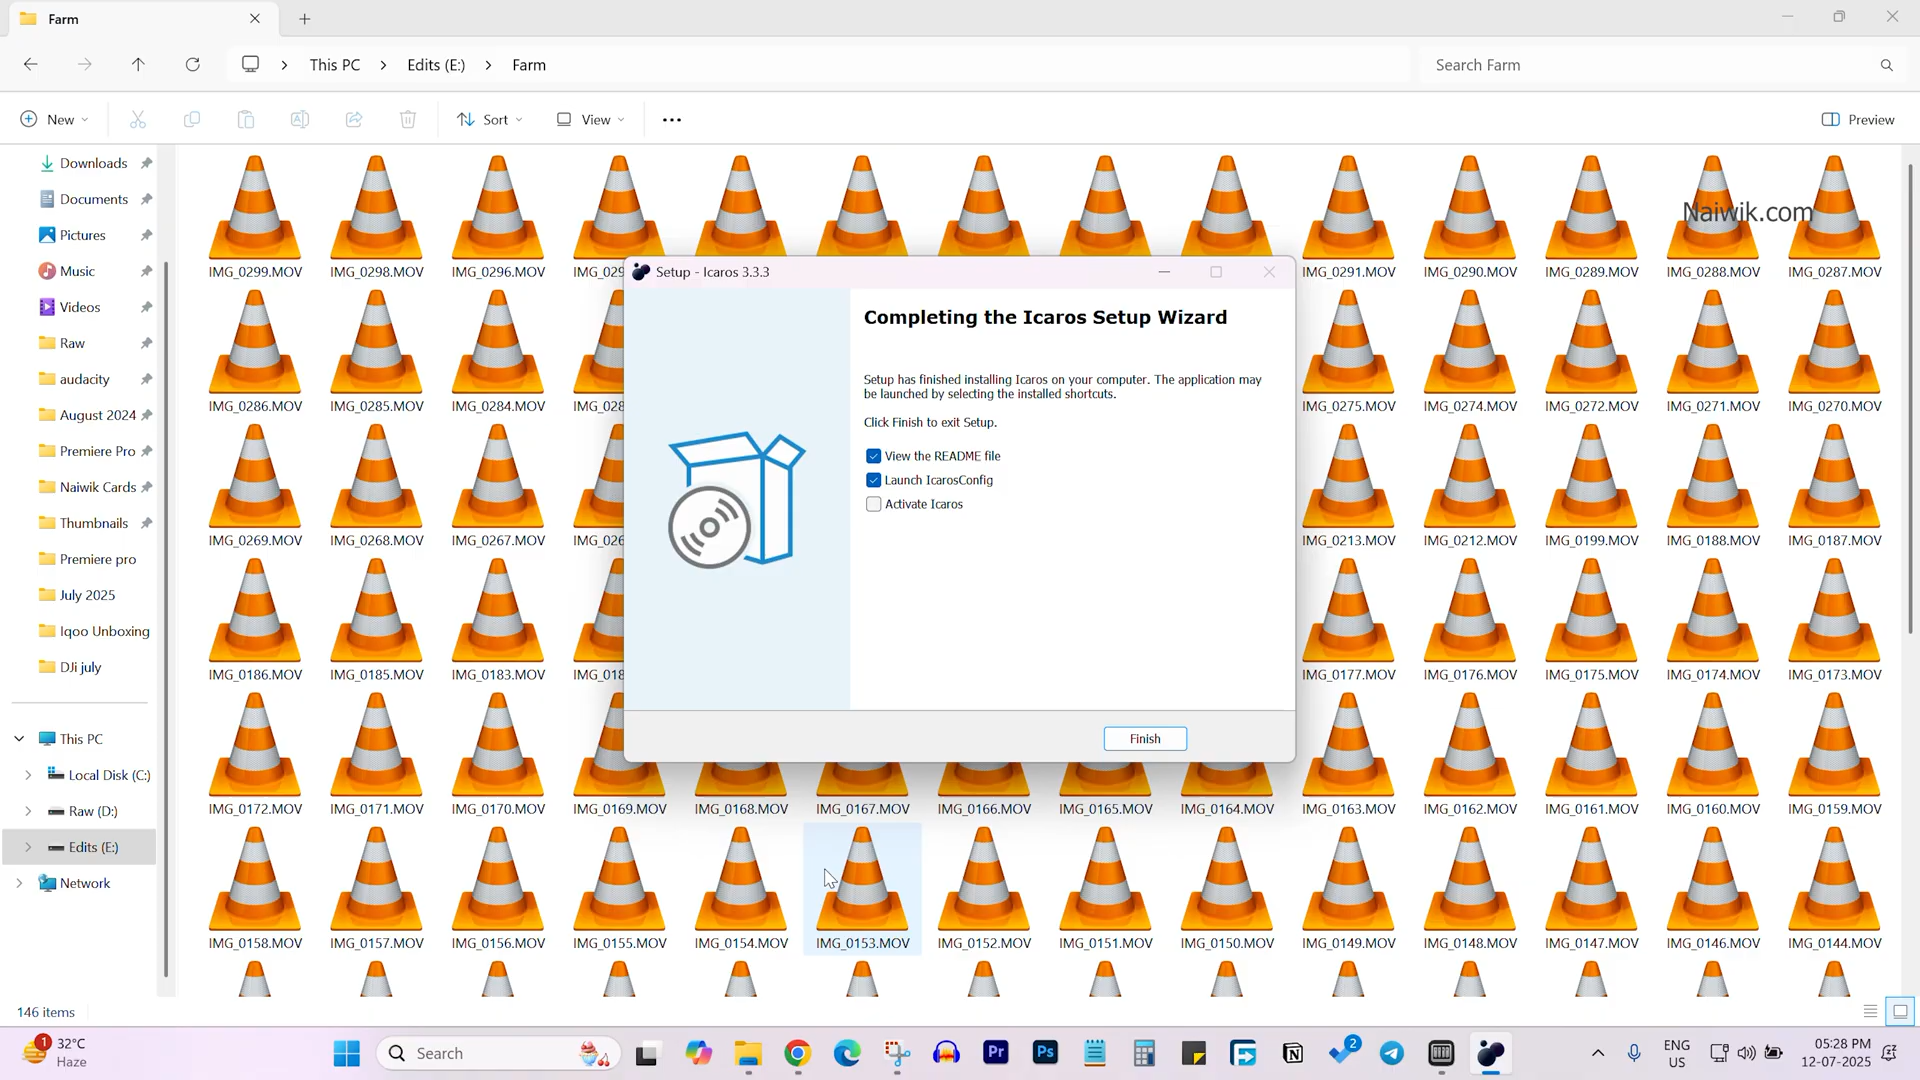 Farm
This PC
Edits (E:)
Farm
Search Farm
New
Sort
View
Preview
Downloads
Documents
Pictures
Music
Videos
Raw
audacity
August 2024
Premiere Pro
Naiwik Cards
Thumbnails
Premiere pro
July 2025
Iqoo Unboxing
DJi july
This PC
Local Disk (C:)
Raw (D:)
Edits (E:)
Network
Naiwik.com
IMG_0299.MOV IMG_0298.MOV IMG_0296.MOV IMG_029 IMG_0291.MOV IMG_0290.MOV IMG_0289.MOV IMG_0288.MOV IMG_0287.MOV
IMG_0286.MOV IMG_0285.MOV IMG_0284.MOV IMG_028 IMG_0275.MOV IMG_0274.MOV IMG_0272.MOV IMG_0271.MOV IMG_0270.MOV
IMG_0269.MOV IMG_0268.MOV IMG_0267.MOV IMG_026 IMG_0213.MOV IMG_0212.MOV IMG_0199.MOV IMG_0188.MOV IMG_0187.MOV
IMG_0186.MOV IMG_0185.MOV IMG_0183.MOV IMG_018 IMG_0177.MOV IMG_0176.MOV IMG_0175.MOV IMG_0174.MOV IMG_0173.MOV
IMG_0172.MOV IMG_0171.MOV IMG_0170.MOV IMG_0169.MOV IMG_0168.MOV IMG_0167.MOV IMG_0166.MOV IMG_0165.MOV IMG_0164.MOV IMG_0163.MOV IMG_0162.MOV IMG_0161.MOV IMG_0160.MOV IMG_0159.MOV
IMG_0158.MOV IMG_0157.MOV IMG_0156.MOV IMG_0155.MOV IMG_0154.MOV IMG_0153.MOV IMG_0152.MOV IMG_0151.MOV IMG_0150.MOV IMG_0149.MOV IMG_0148.MOV IMG_0147.MOV IMG_0146.MOV IMG_0144.MOV
Setup - Icaros 3.3.3
Completing the Icaros Setup Wizard
Setup has finished installing Icaros on your computer. The application may
be launched by selecting the installed shortcuts.
Click Finish to exit Setup.
View the README file
Launch IcarosConfig
Activate Icaros
Finish
146 items
1
32°C
Haze
Search
Pr
Ps
2
ENG
US
05:28 PM
12-07-2025